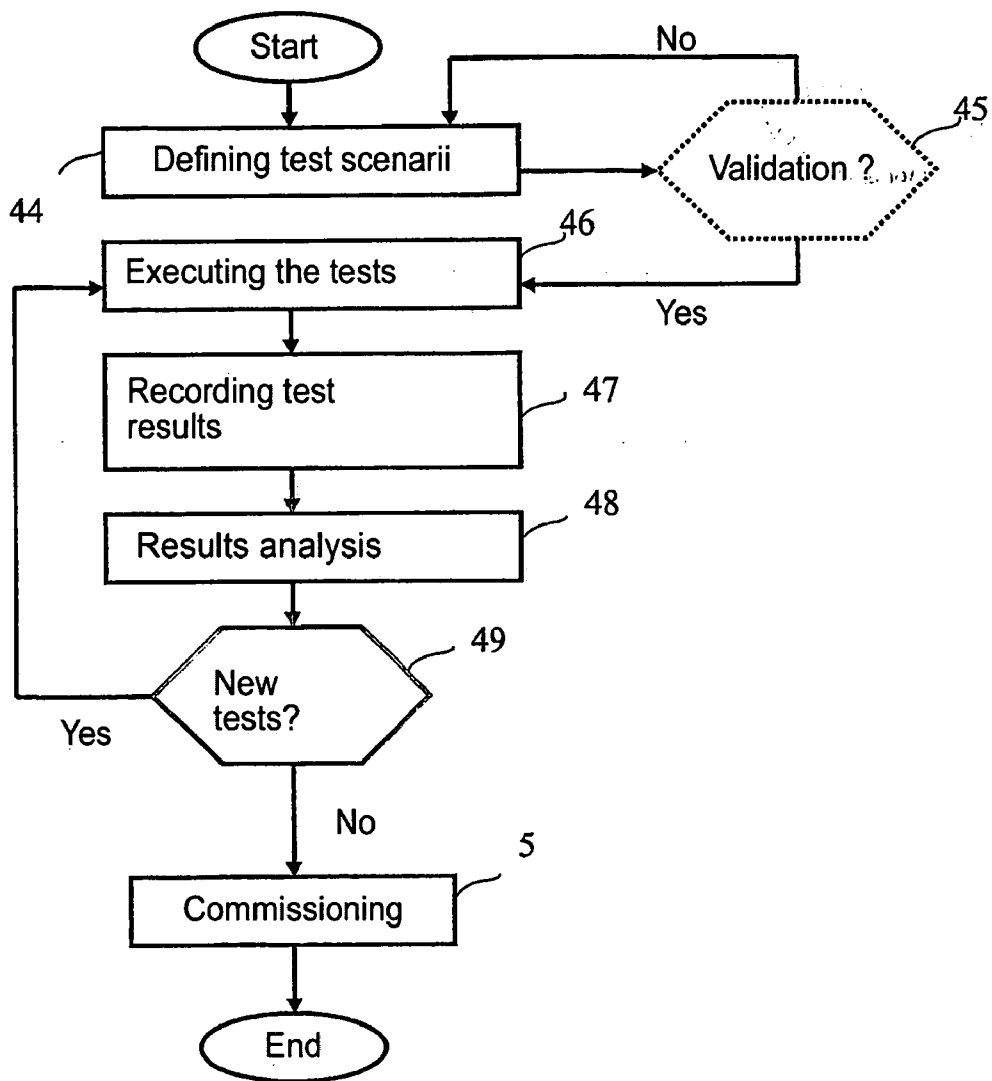 Start
No
45
Defining test scenarii
Validation ?
44
46
Executing the tests
Yes
Recording test
results
47
48
Results analysis
49
New
tests?
Yes
No
5
Commissioning
End